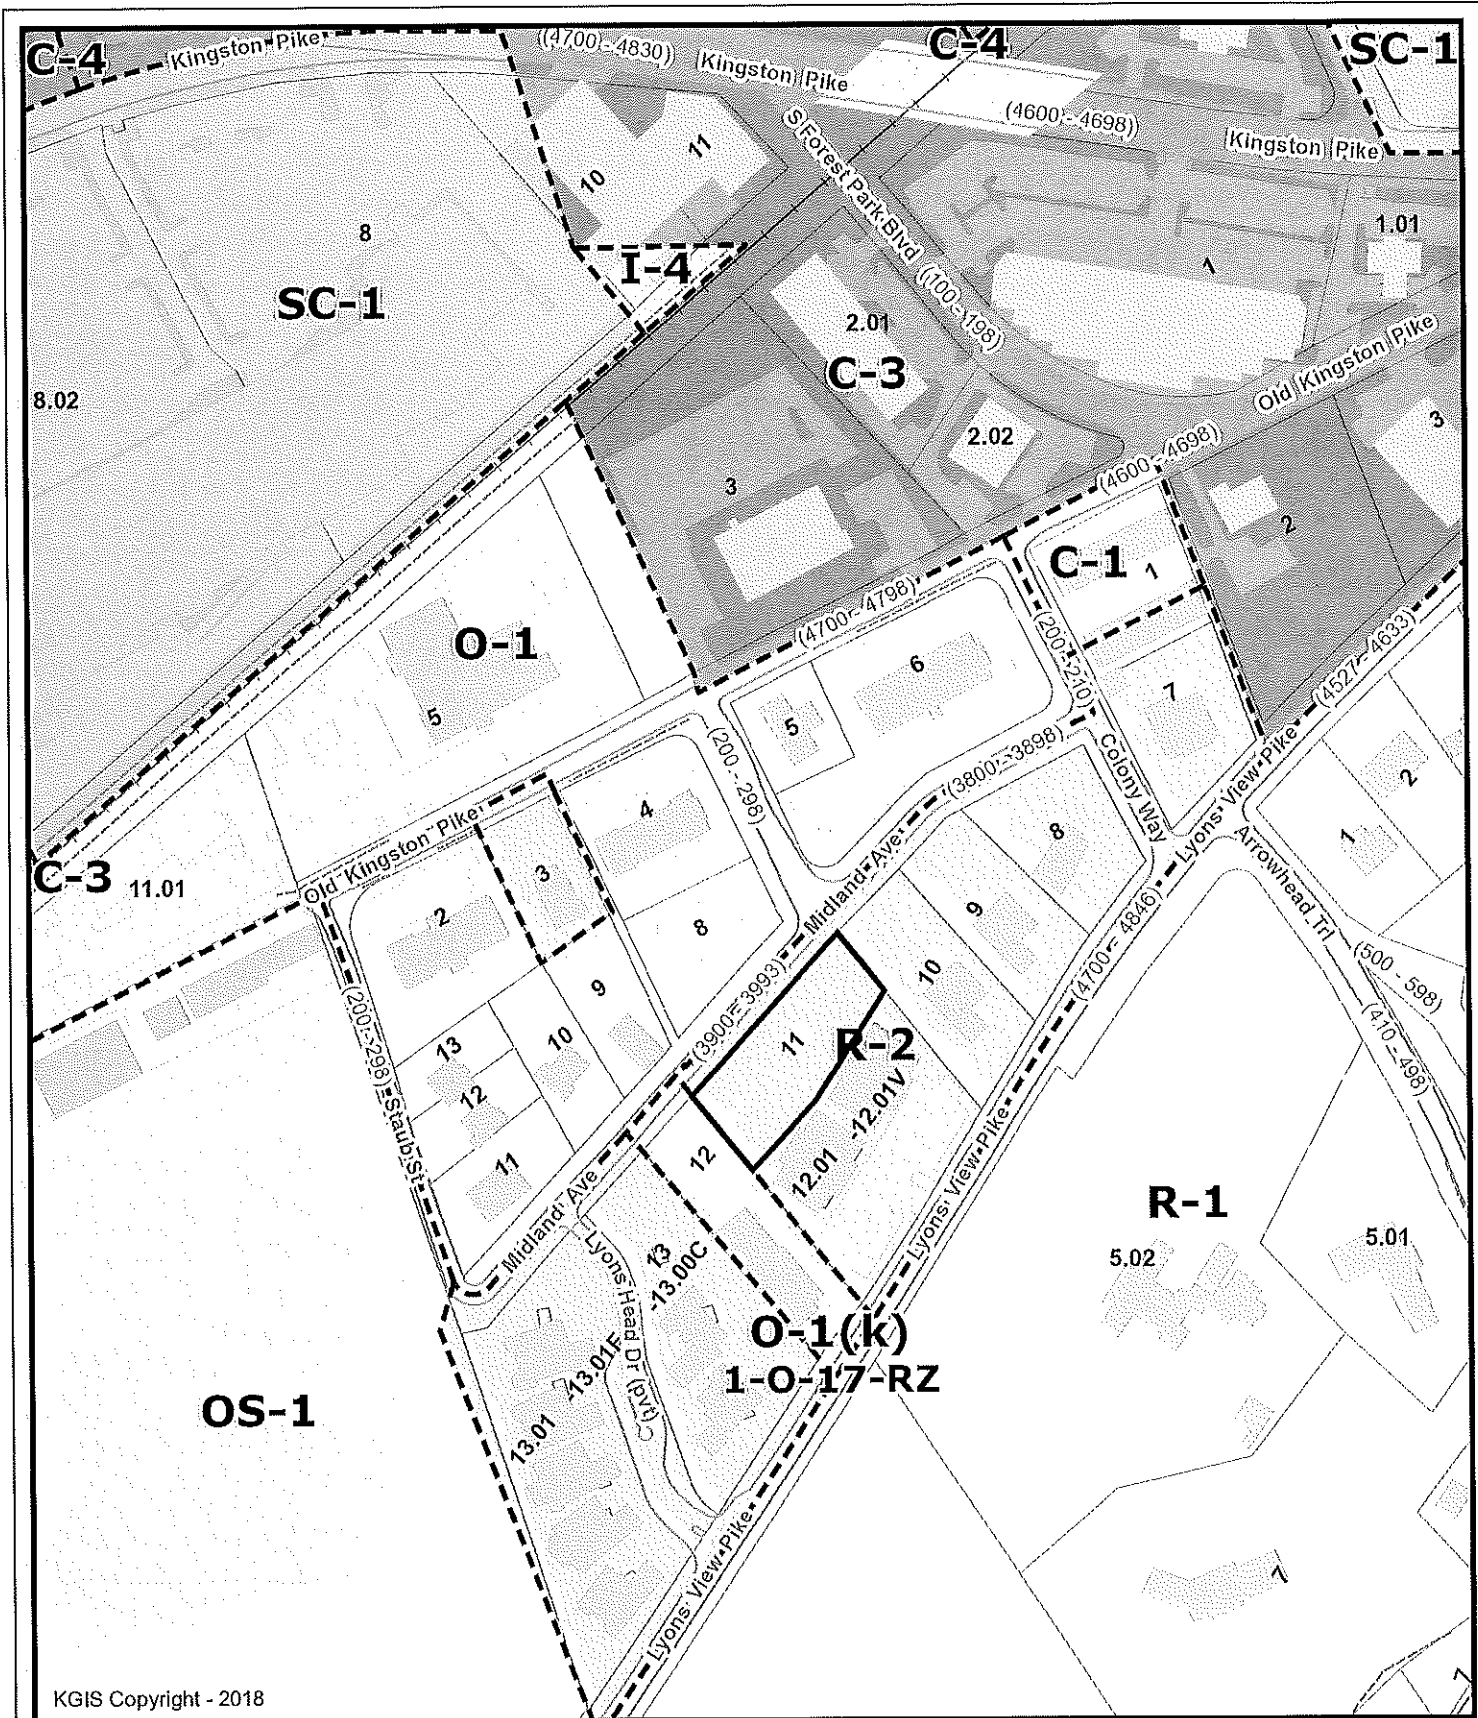 C-4
Kingston Pike
((4700 - 4830)
C-4
SC-1
Kingston Pike
(4600 - 4698)
Kingston Pike
S Forest Park Blvd (100 - 198)
11
10
8
SC-1
I-4
1.01
1
2.01
C-3
8.02
2.02
Old Kingston Pike
3
3
(4600 - 4698)
2
C-1
1
(4700 - 4798)
O-1
5
6
5
(200 - 210)
7
(4527 - 4633)
(200 - 298)
(3800 - 3898)
Colony Way
Lyons View Pike
2
1
4
8
Arrowhead Trl
C-3
11.01
Old Kingston Pike
3
2
Midland Ave
9
8
(4700 - 4846)
10
(500 - 598)
(410 - 498)
9
(3900 - 3993)
11
R-2
(200 - 298)
Staub St
13
10
12
12.01
-12.01V
Lyons View Pike
11
12
R-1
5.02
5.01
Midland Ave
Lyons Head Dr (pvt)
13
-13.00C
O-1(k)
1-O-17-RZ
OS-1
13.01
-13.01F
7
Lyons View Pike
7
KGIS Copyright - 2018